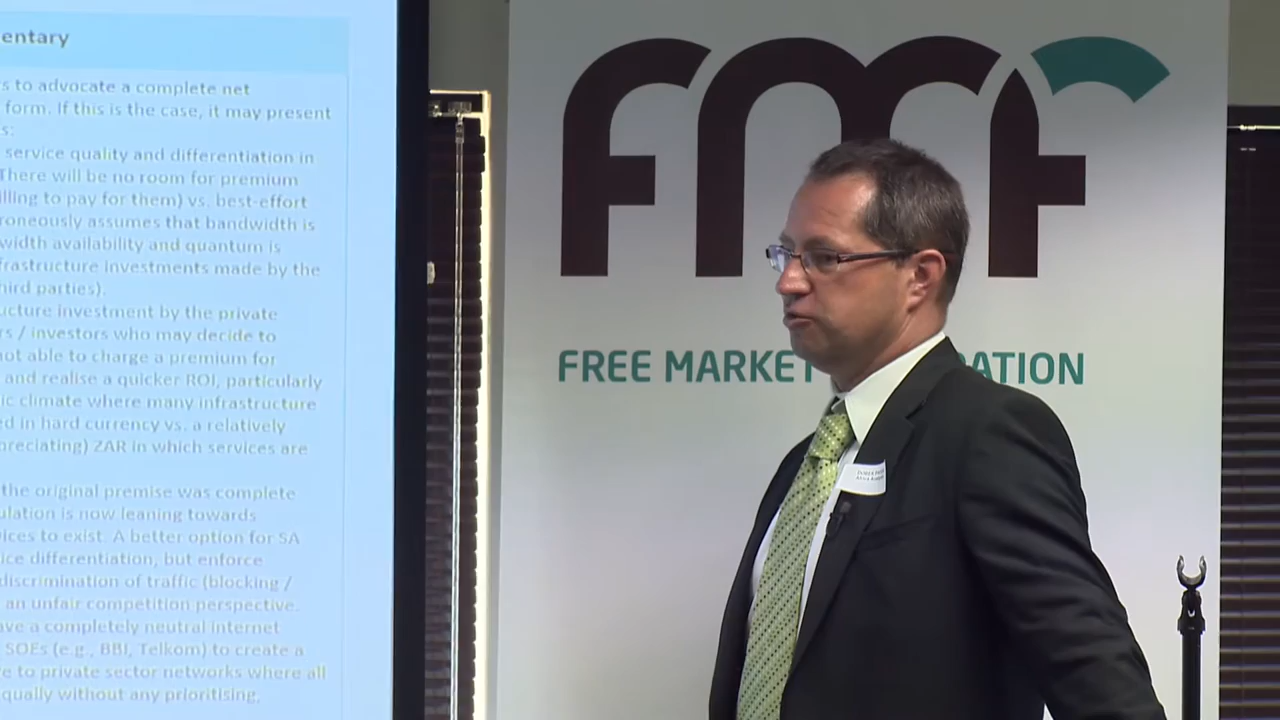 entary
s to advocate a complete net
form. If this is the case, it may present
s:
service quality and differentiation in
There will be no room for premium
lling to pay for them) vs. best-effort
roneously assumes that bandwidth is
width availability and quantum is
frastructure investments made by the
hird parties).
ucture investment by the private
rs / investors who may decide to
not able to charge a premium for
and realise a quicker ROI, particularly
ic climate where many infrastructure
ed in hard currency vs. a relatively
preciating) ZAR in which services are
the original premise was complete
ulation is now leaning towards
ices to exist. A better option for SA
ice differentiation, but enforce
discrimination of traffic (blocking /
an unfair competition perspective.
ave a completely neutral internet
SOEs (e.g., BBI, Telkom) to create a
e to private sector networks where all
qually without any prioritising,
FMF
FREE MARKET DATION